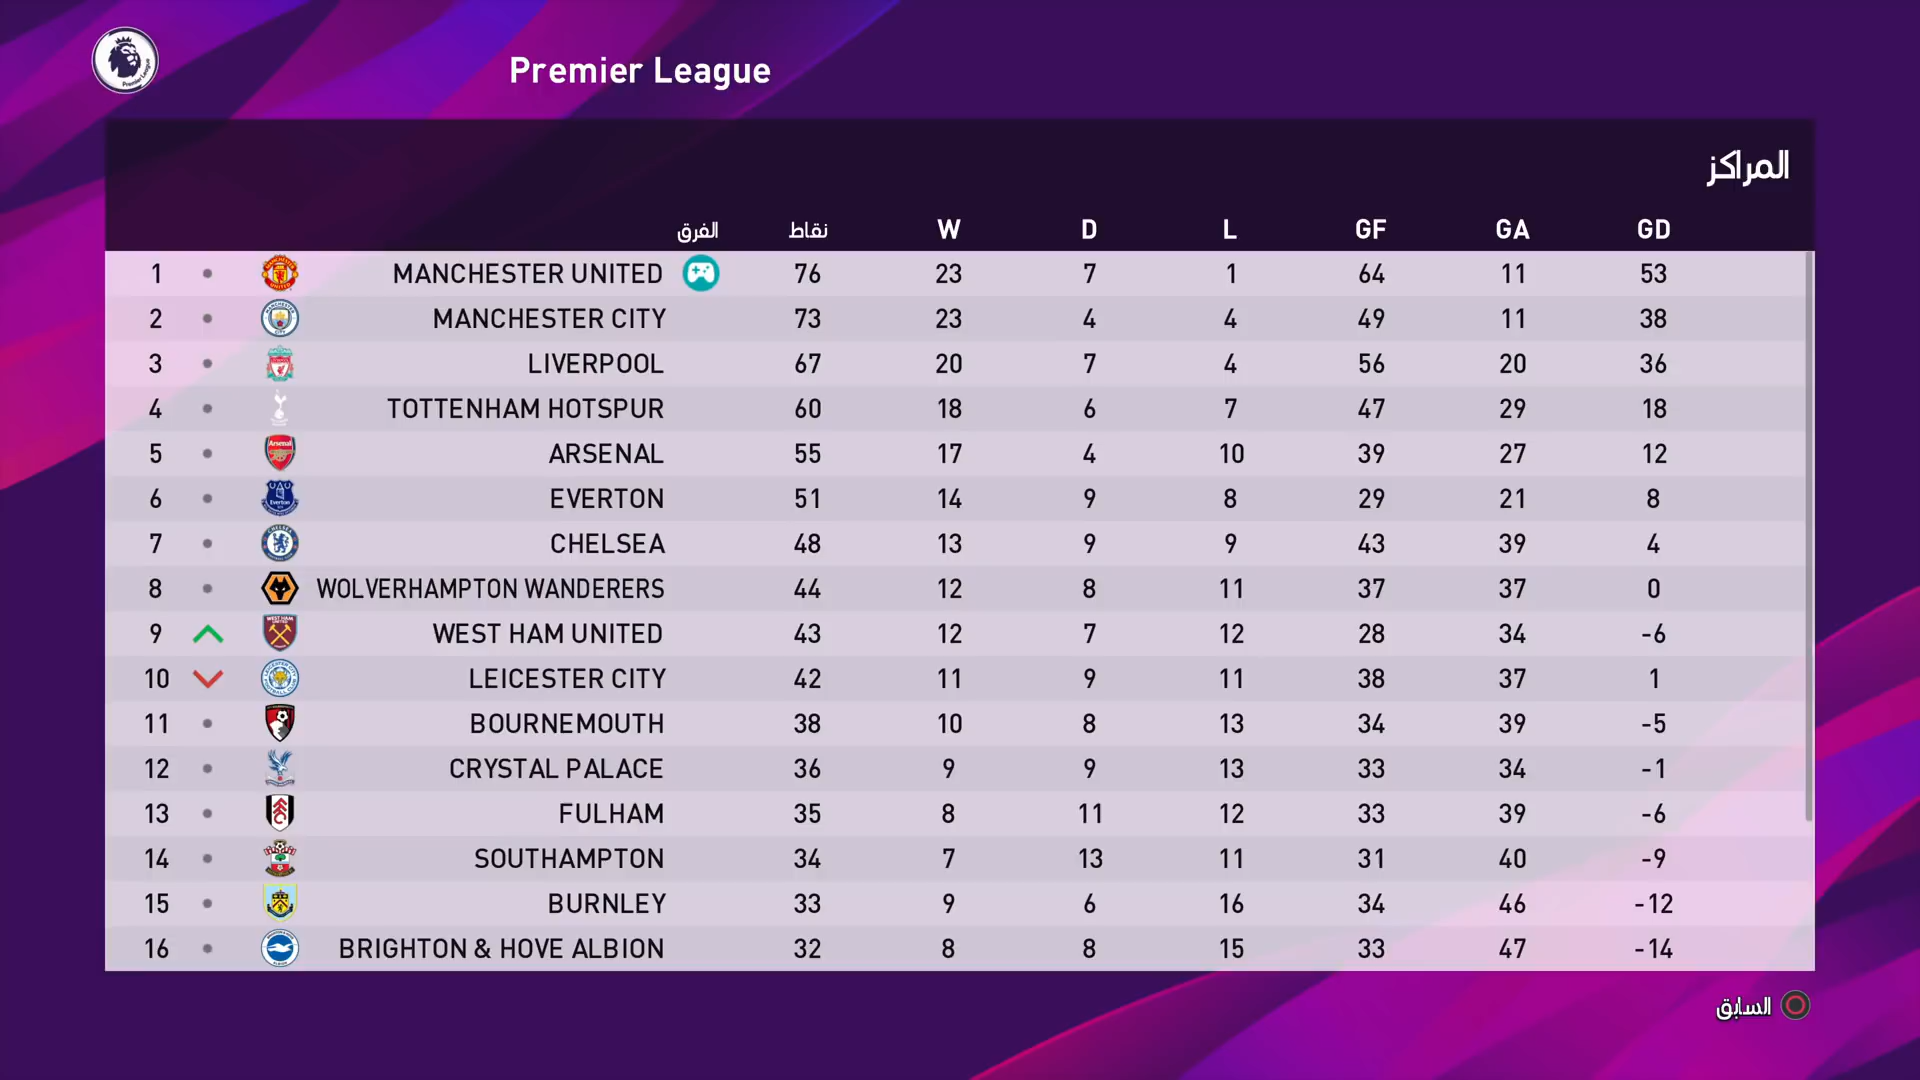 Premier League
المراكز
الفرق نقاط W D L GF GA GD
1 MANCHESTER UNITED 76 23 7 1 64 11 53
2 MANCHESTER CITY 73 23 4 4 49 11 38
3 LIVERPOOL 67 20 7 4 56 20 36
4 TOTTENHAM HOTSPUR 60 18 6 7 47 29 18
5 ARSENAL 55 17 4 10 39 27 12
6 EVERTON 51 14 9 8 29 21 8
7 CHELSEA 48 13 9 9 43 39 4
8 WOLVERHAMPTON WANDERERS 44 12 8 11 37 37 0
9 WEST HAM UNITED 43 12 7 12 28 34 -6
10 LEICESTER CITY 42 11 9 11 38 37 1
11 BOURNEMOUTH 38 10 8 13 34 39 -5
12 CRYSTAL PALACE 36 9 9 13 33 34 -1
13 FULHAM 35 8 11 12 33 39 -6
14 SOUTHAMPTON 34 7 13 11 31 40 -9
15 BURNLEY 33 9 6 16 34 46 -12
16 BRIGHTON & HOVE ALBION 32 8 8 15 33 47 -14
السابق